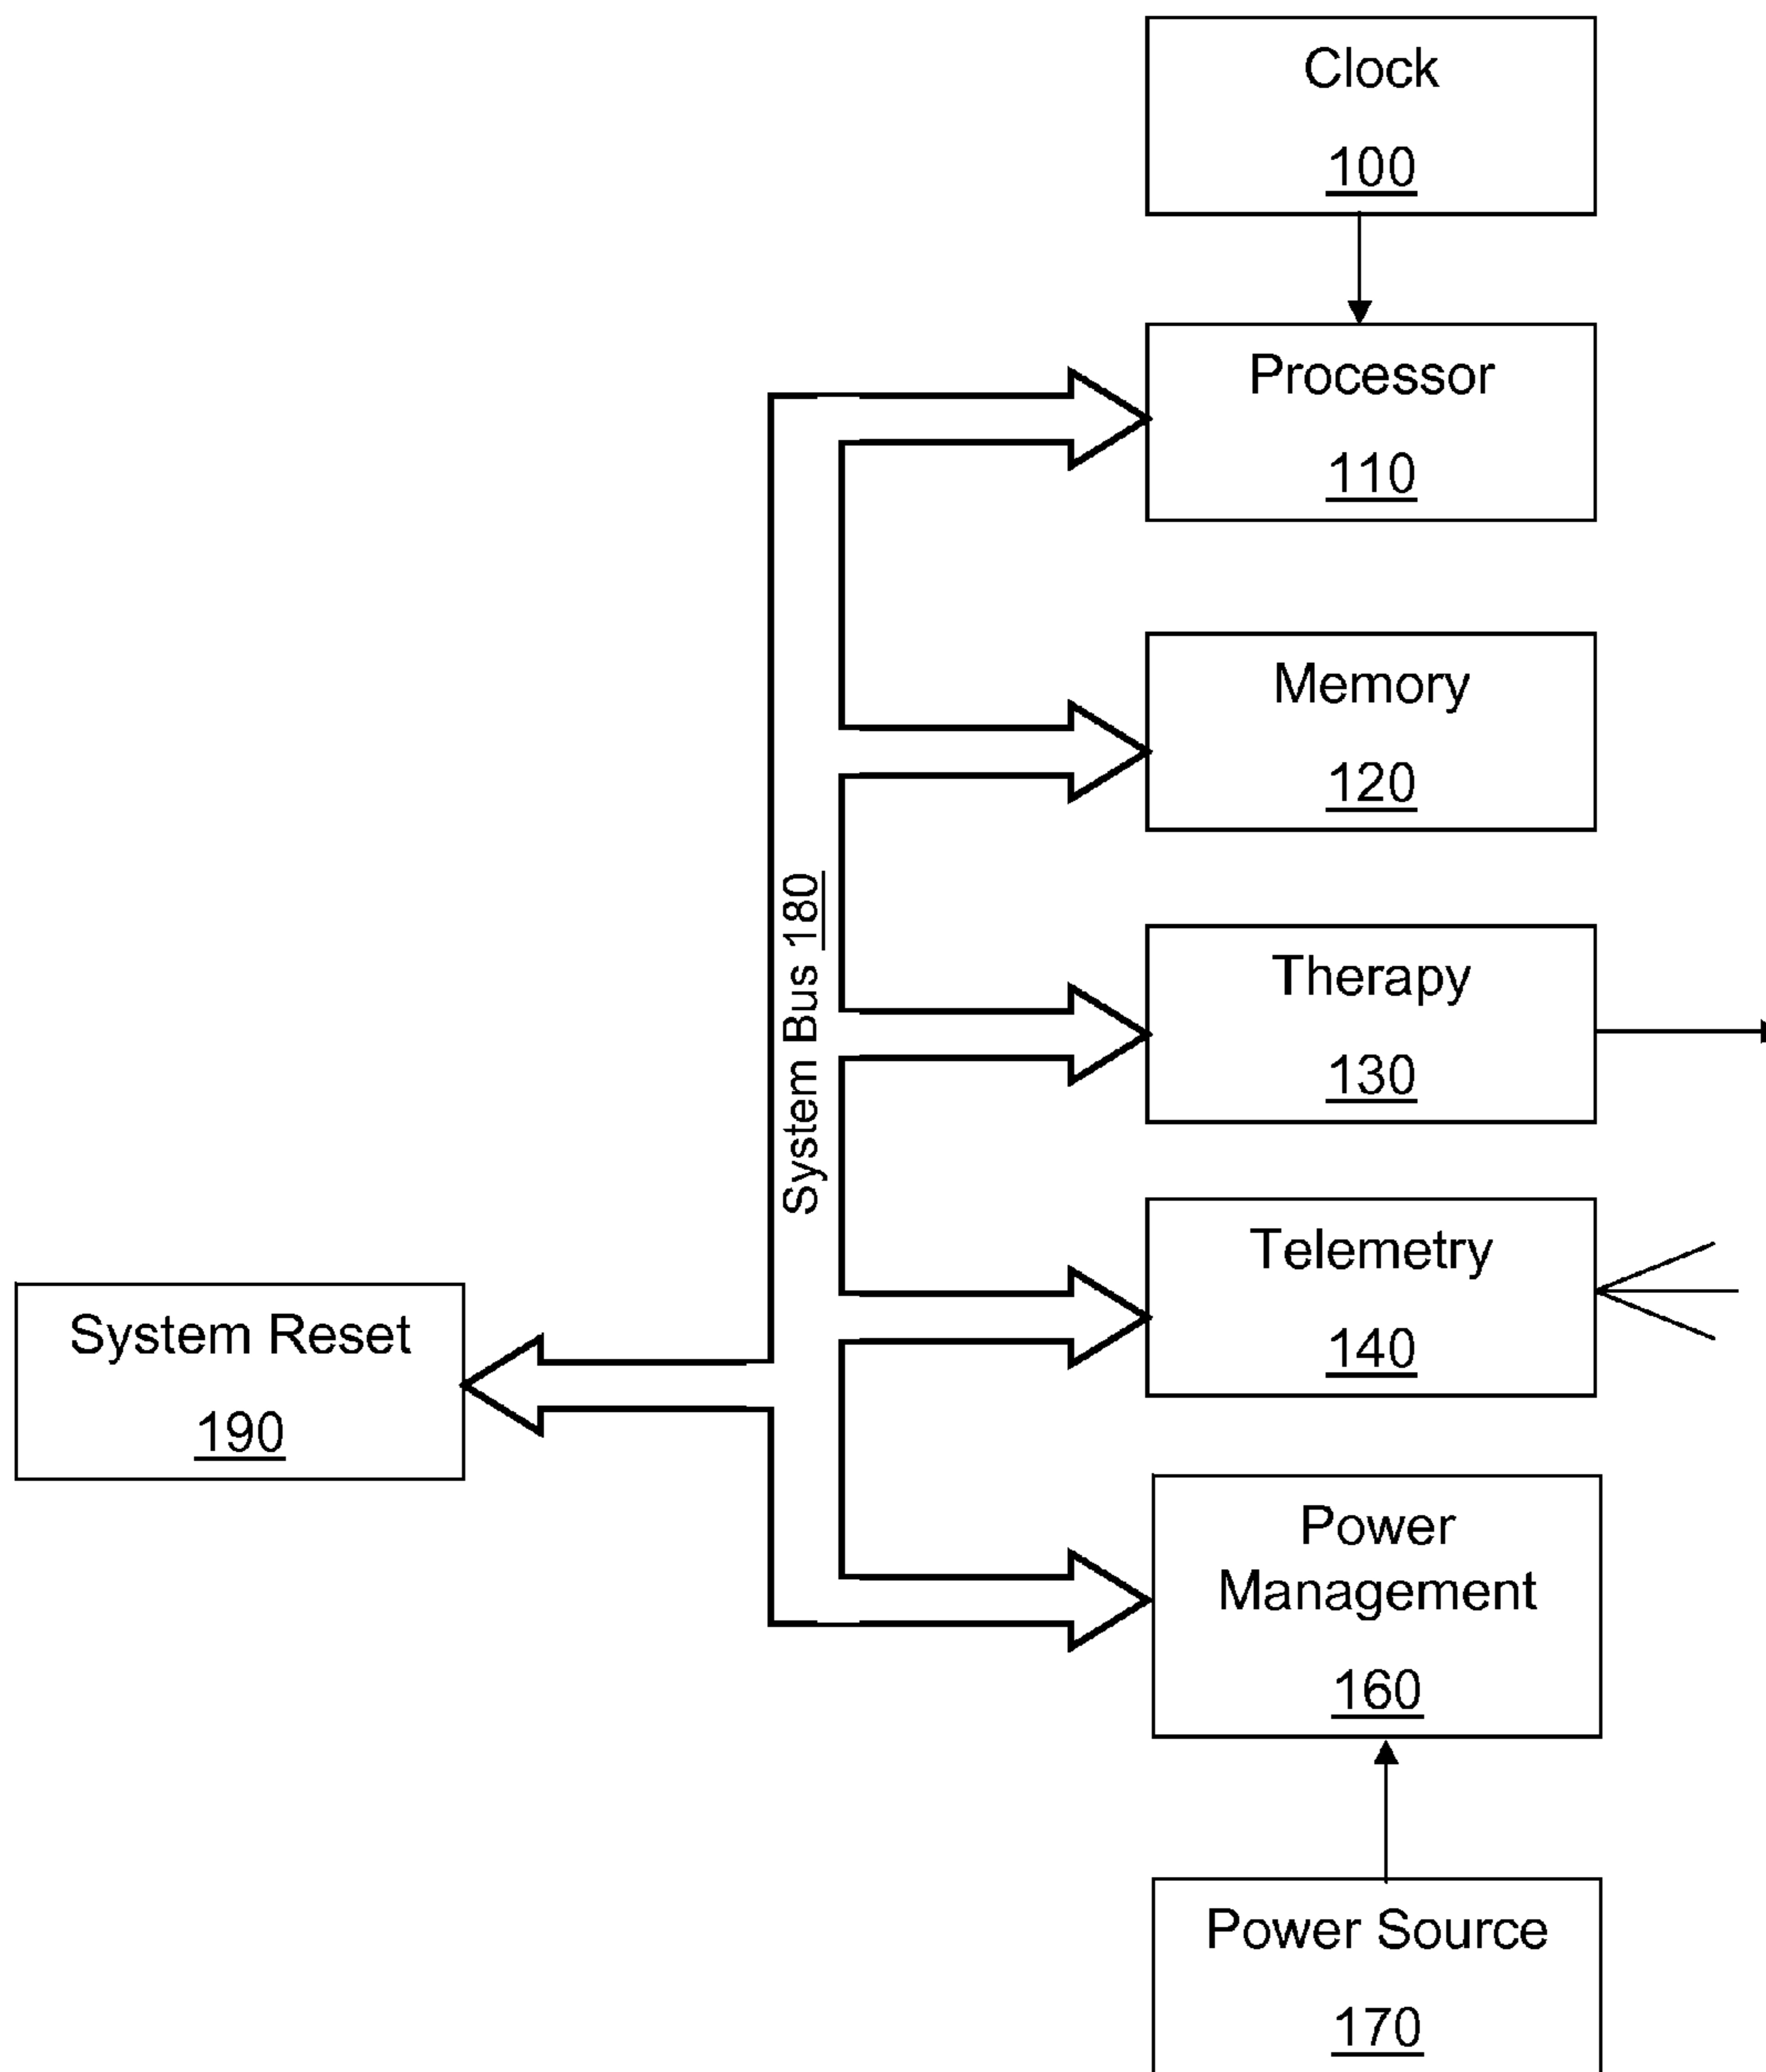 Clock
100
Processor
110
Memory
120
System Bus 180
Therapy
130
Telemetry
140
System Reset
190
Power
Management
160
Power Source
170